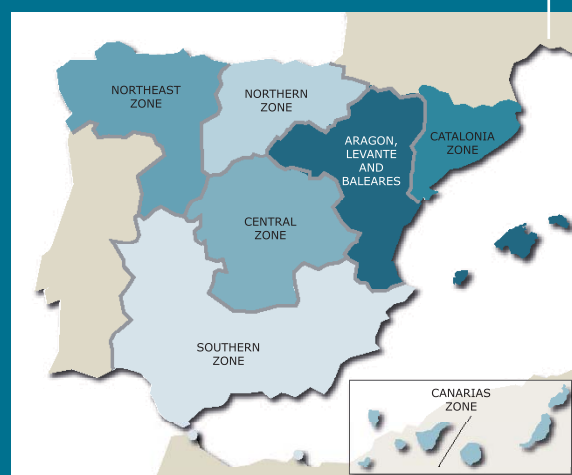 NORTHEAST
ZONE
NORTHERN
ZONE
ARAGON,
LEVANTE
AND
BALEARES
CATALONIA
ZONE
CENTRAL
ZONE
SOUTHERN
ZONE
CANARIAS
ZONE